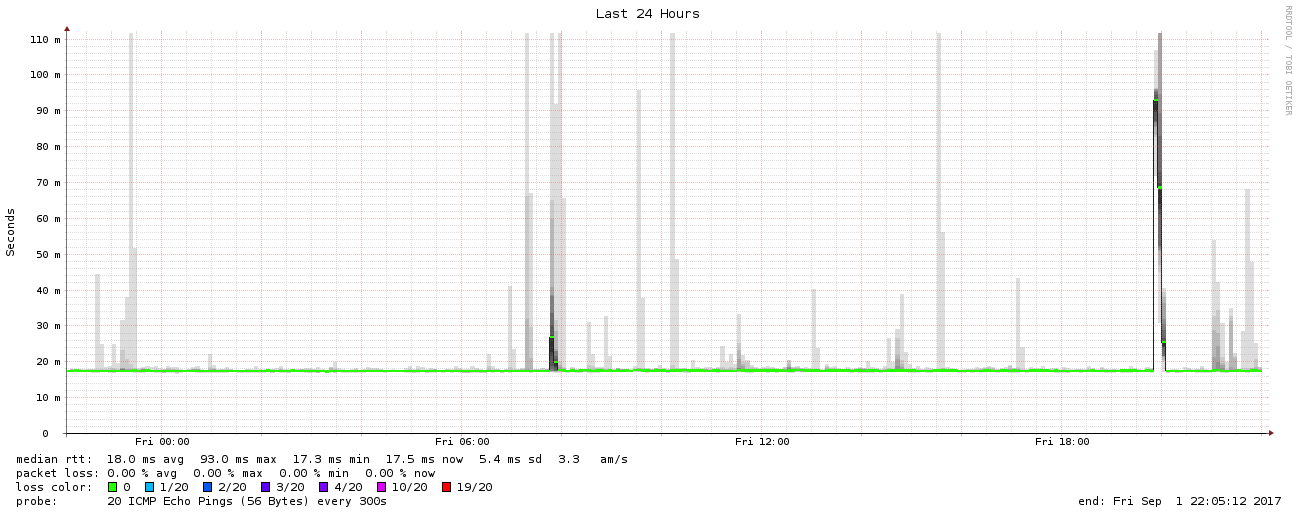 Last 24 Hours
RRDTOOL / TOBI OETIKER
Seconds
110 m
100 m
90 m
80 m
70 m
60 m
50 m
40 m
30 m
20 m
10 m
0
Fri 00:00 Fri 06:00 Fri 12:00 Fri 18:00
median rtt: 18.0 ms avg 93.0 ms max 17.3 ms min 17.5 ms now 5.4 ms sd 3.3 am/s
packet loss: 0.00 % avg 0.00 % max 0.00 % min 0.00 % now
loss color: 0 1/20 2/20 3/20 4/20 10/20 19/20
probe: 20 ICMP Echo Pings (56 Bytes) every 300s end: Fri Sep 1 22:05:12 2017